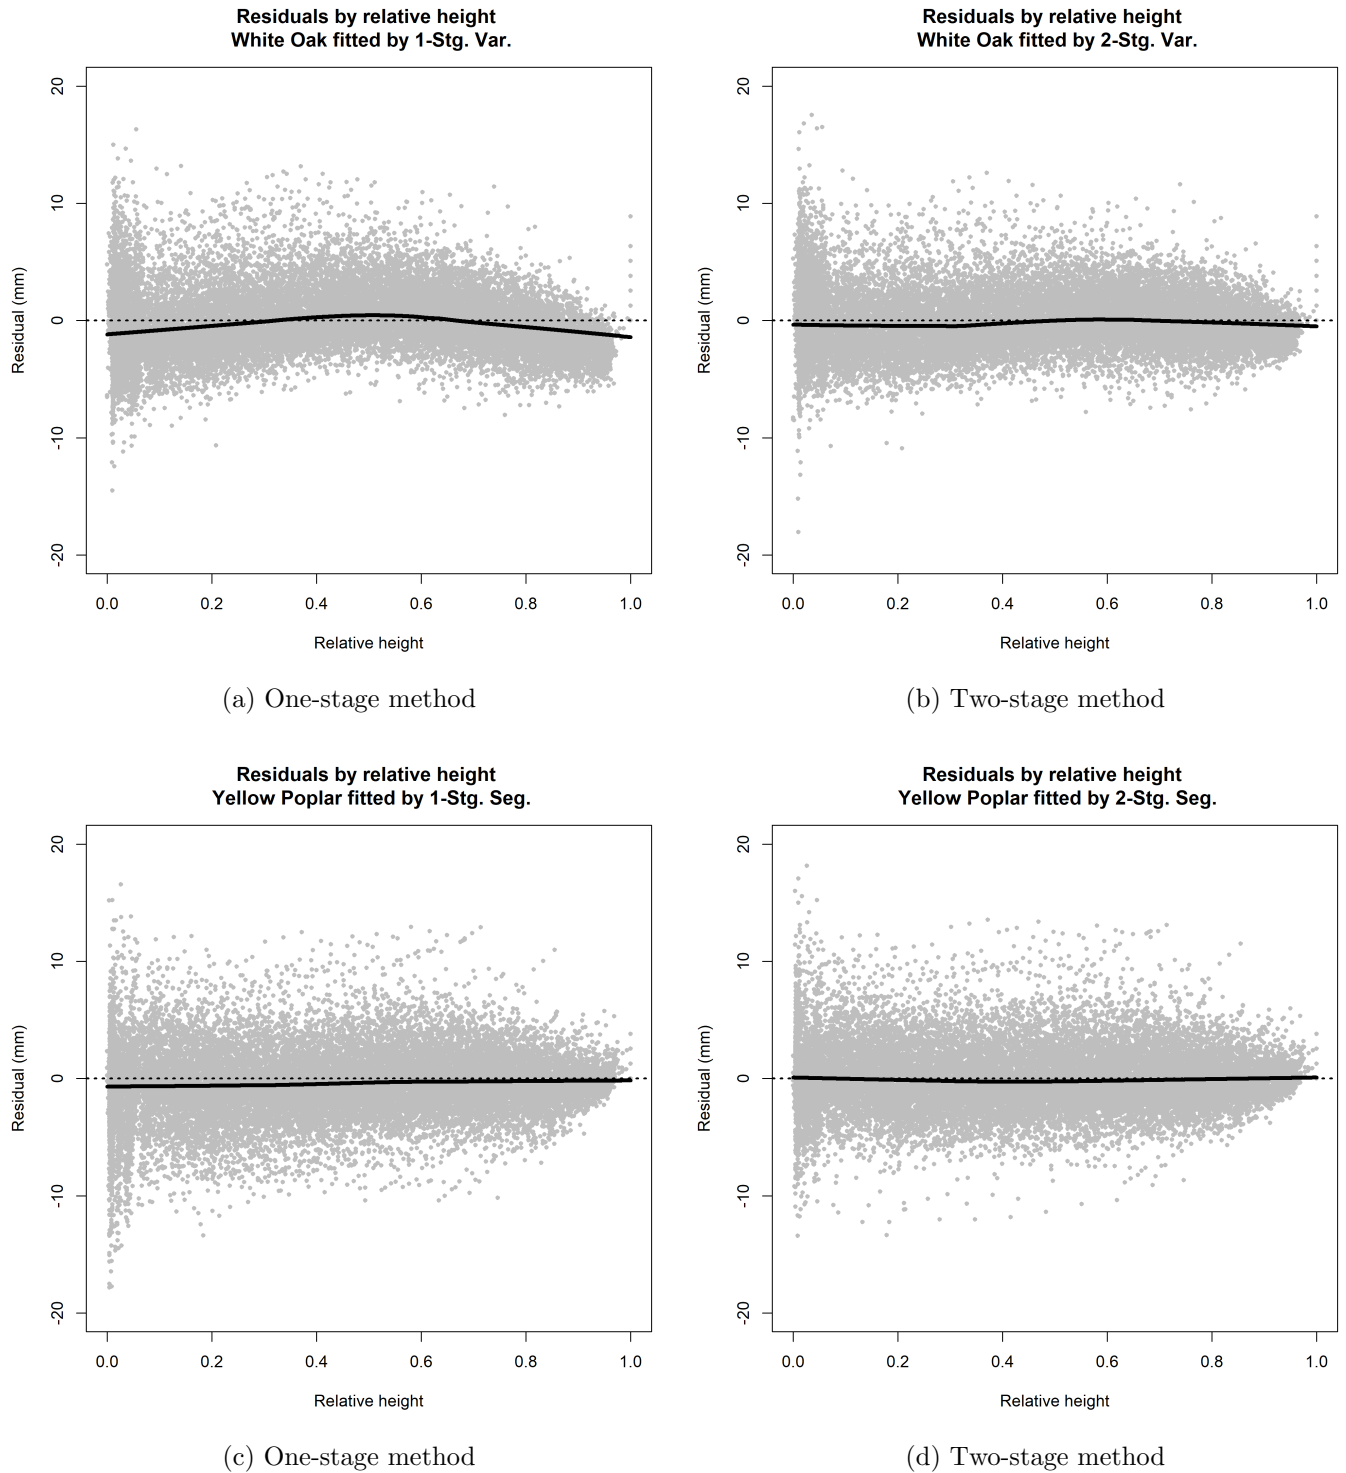 Residuals by relative height
White Oak fitted by 1-Stg. Var.
20
10
0
-10
-20
Residual (mm)
0.0 0.2 0.4 0.6 0.8 1.0
Relative height
(a) One-stage method
Residuals by relative height
White Oak fitted by 2-Stg. Var.
20
10
0
-10
-20
Residual (mm)
0.0 0.2 0.4 0.6 0.8 1.0
Relative height
(b) Two-stage method
Residuals by relative height
Yellow Poplar fitted by 1-Stg. Seg.
20
10
0
-10
-20
Residual (mm)
0.0 0.2 0.4 0.6 0.8 1.0
Relative height
(c) One-stage method
Residuals by relative height
Yellow Poplar fitted by 2-Stg. Seg.
20
10
0
-10
-20
Residual (mm)
0.0 0.2 0.4 0.6 0.8 1.0
Relative height
(d) Two-stage method